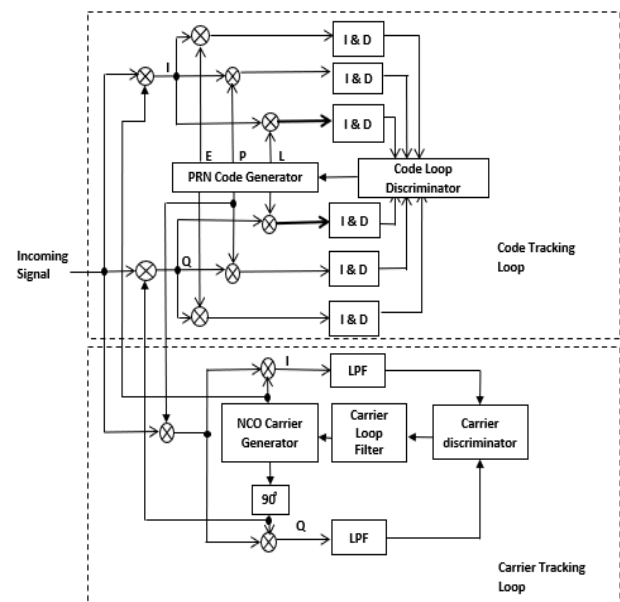 I & D
I
I & D
I & D
E P L
PRN Code Generator
Code Loop
Discriminator
I & D
Incoming
Signal
Q
I & D
Code Tracking
Loop
I & D
I
LPF
NCO Carrier
Generator
Carrier
Loop
Filter
Carrier
discriminator
90°
Q
LPF
Carrier Tracking
Loop